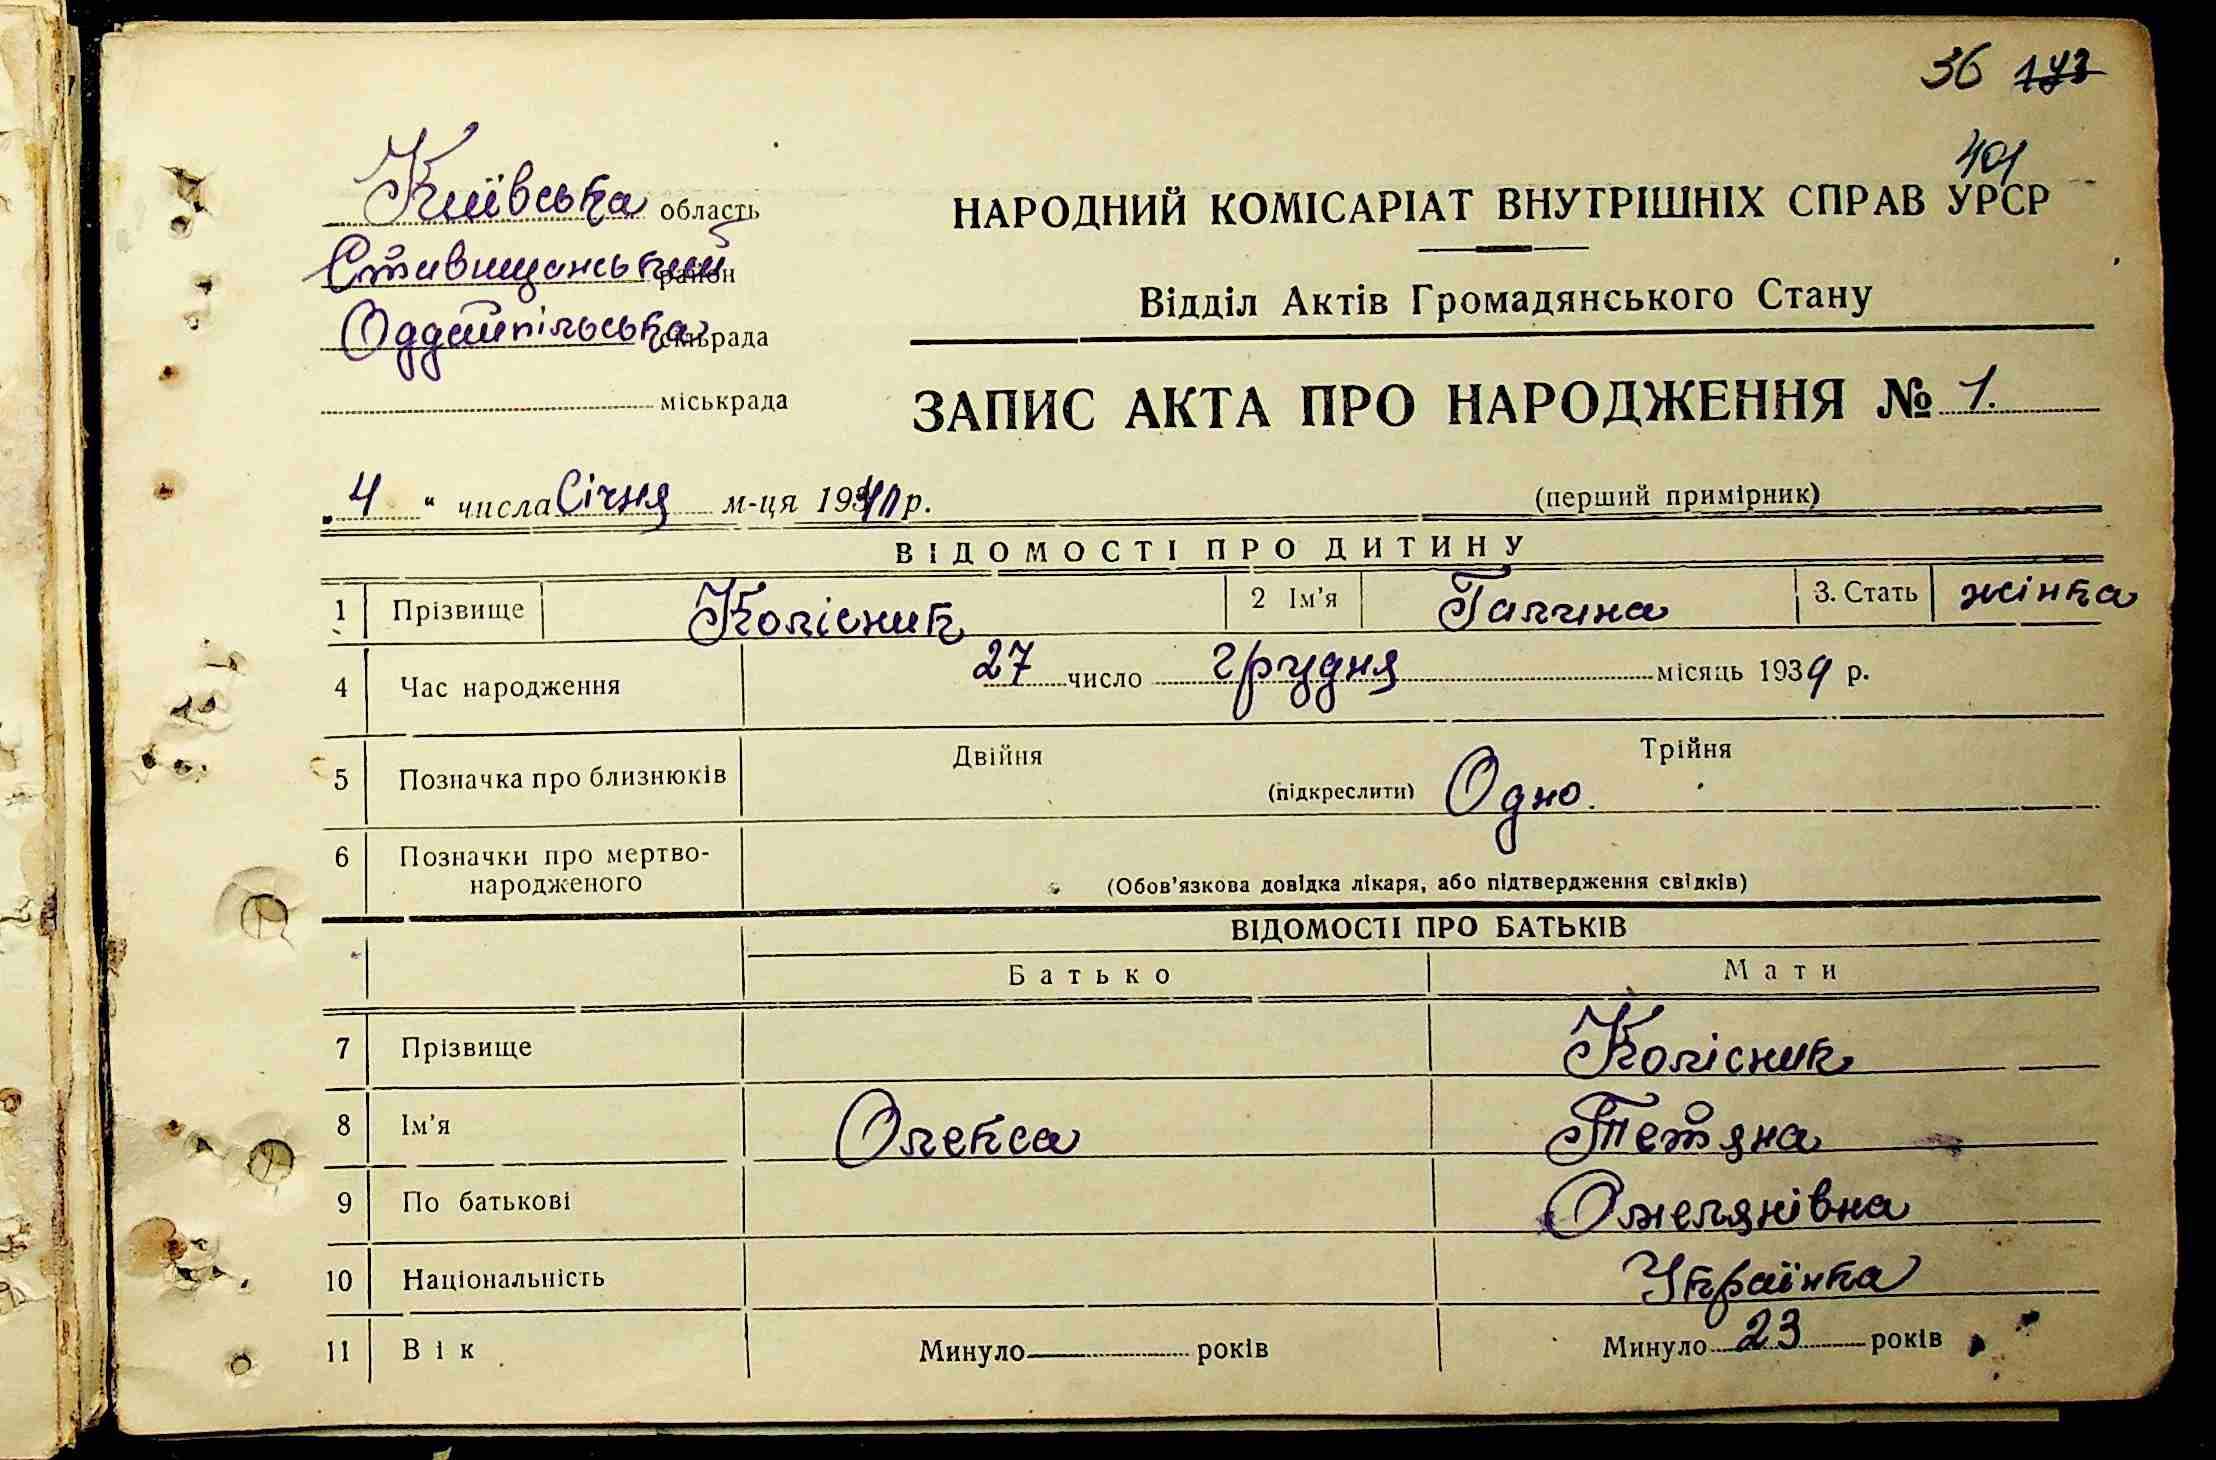 36 173
401
Київська область
Ставищанський район
Оддайпільська сільрада
міськрада
НАРОДНИЙ КОМІСАРІАТ ВНУТРІШНІХ СПРАВ УРСР
Відділ Актів Громадянського Стану
ЗАПИС АКТА ПРО НАРОДЖЕННЯ № 1.
„ 4 “ числа Січня м-ця 1940 р.
(перший примірник)
ВІДОМОСТІ ПРО ДИТИНУ
1 Прізвище Колісник 2 Ім'я Галина 3. Стать жінка
4 Час народження 27 число грудня місяць 1939 р.
5 Позначка про близнюків Двійня (підкреслити) Одно. Трійня
6 Позначки про мертво-
народженого (Обов'язкова довідка лікаря, або підтвердження свідків)
ВІДОМОСТІ ПРО БАТЬКІВ
Батько Мати
7 Прізвище Колісник
8 Ім'я Олекса Тетяна
9 По батькові Омелянівна
10 Національність Українка
11 Вік Минуло років Минуло 23 років